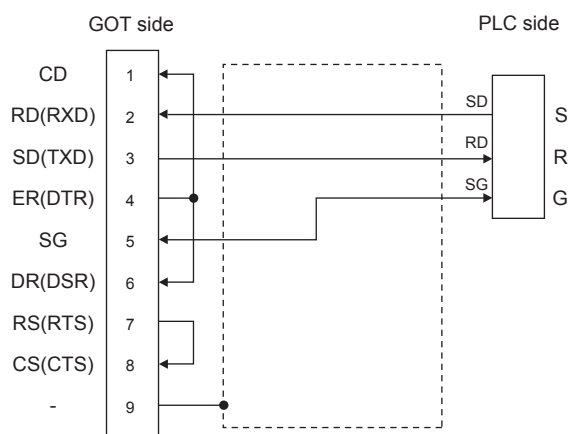 GOT side PLC side
CD 1
RD(RXD) 2 SD S
SD(TXD) 3 RD R
ER(DTR) 4 SG G
SG 5
DR(DSR) 6
RS(RTS) 7
CS(CTS) 8
- 9